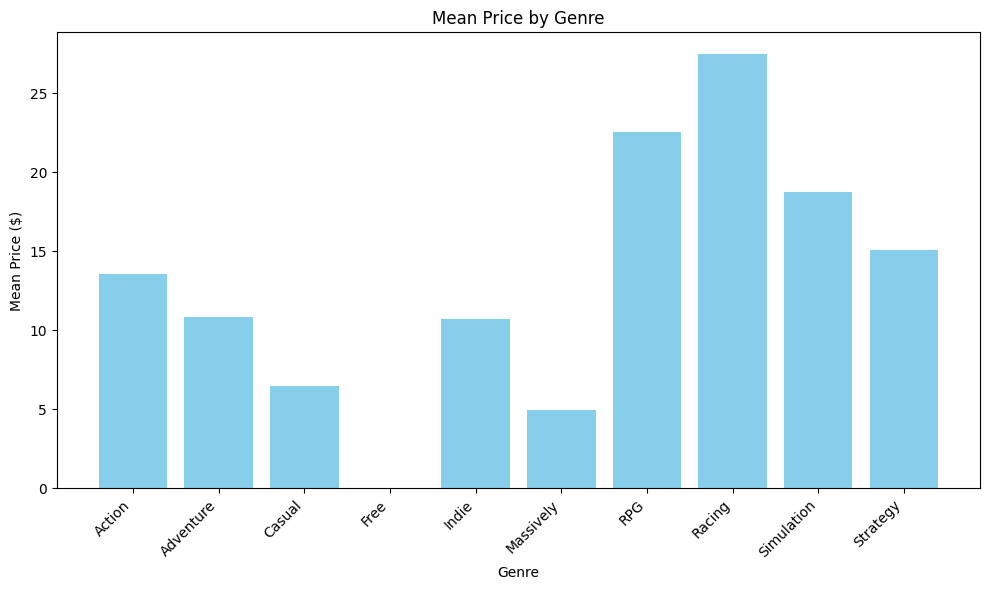 Mean Price by Genre
Mean Price ($)
25
20
15
10
5
0
Action
Adventure
Casual
Free
Indie
Massively
RPG
Racing
Simulation
Strategy
Genre